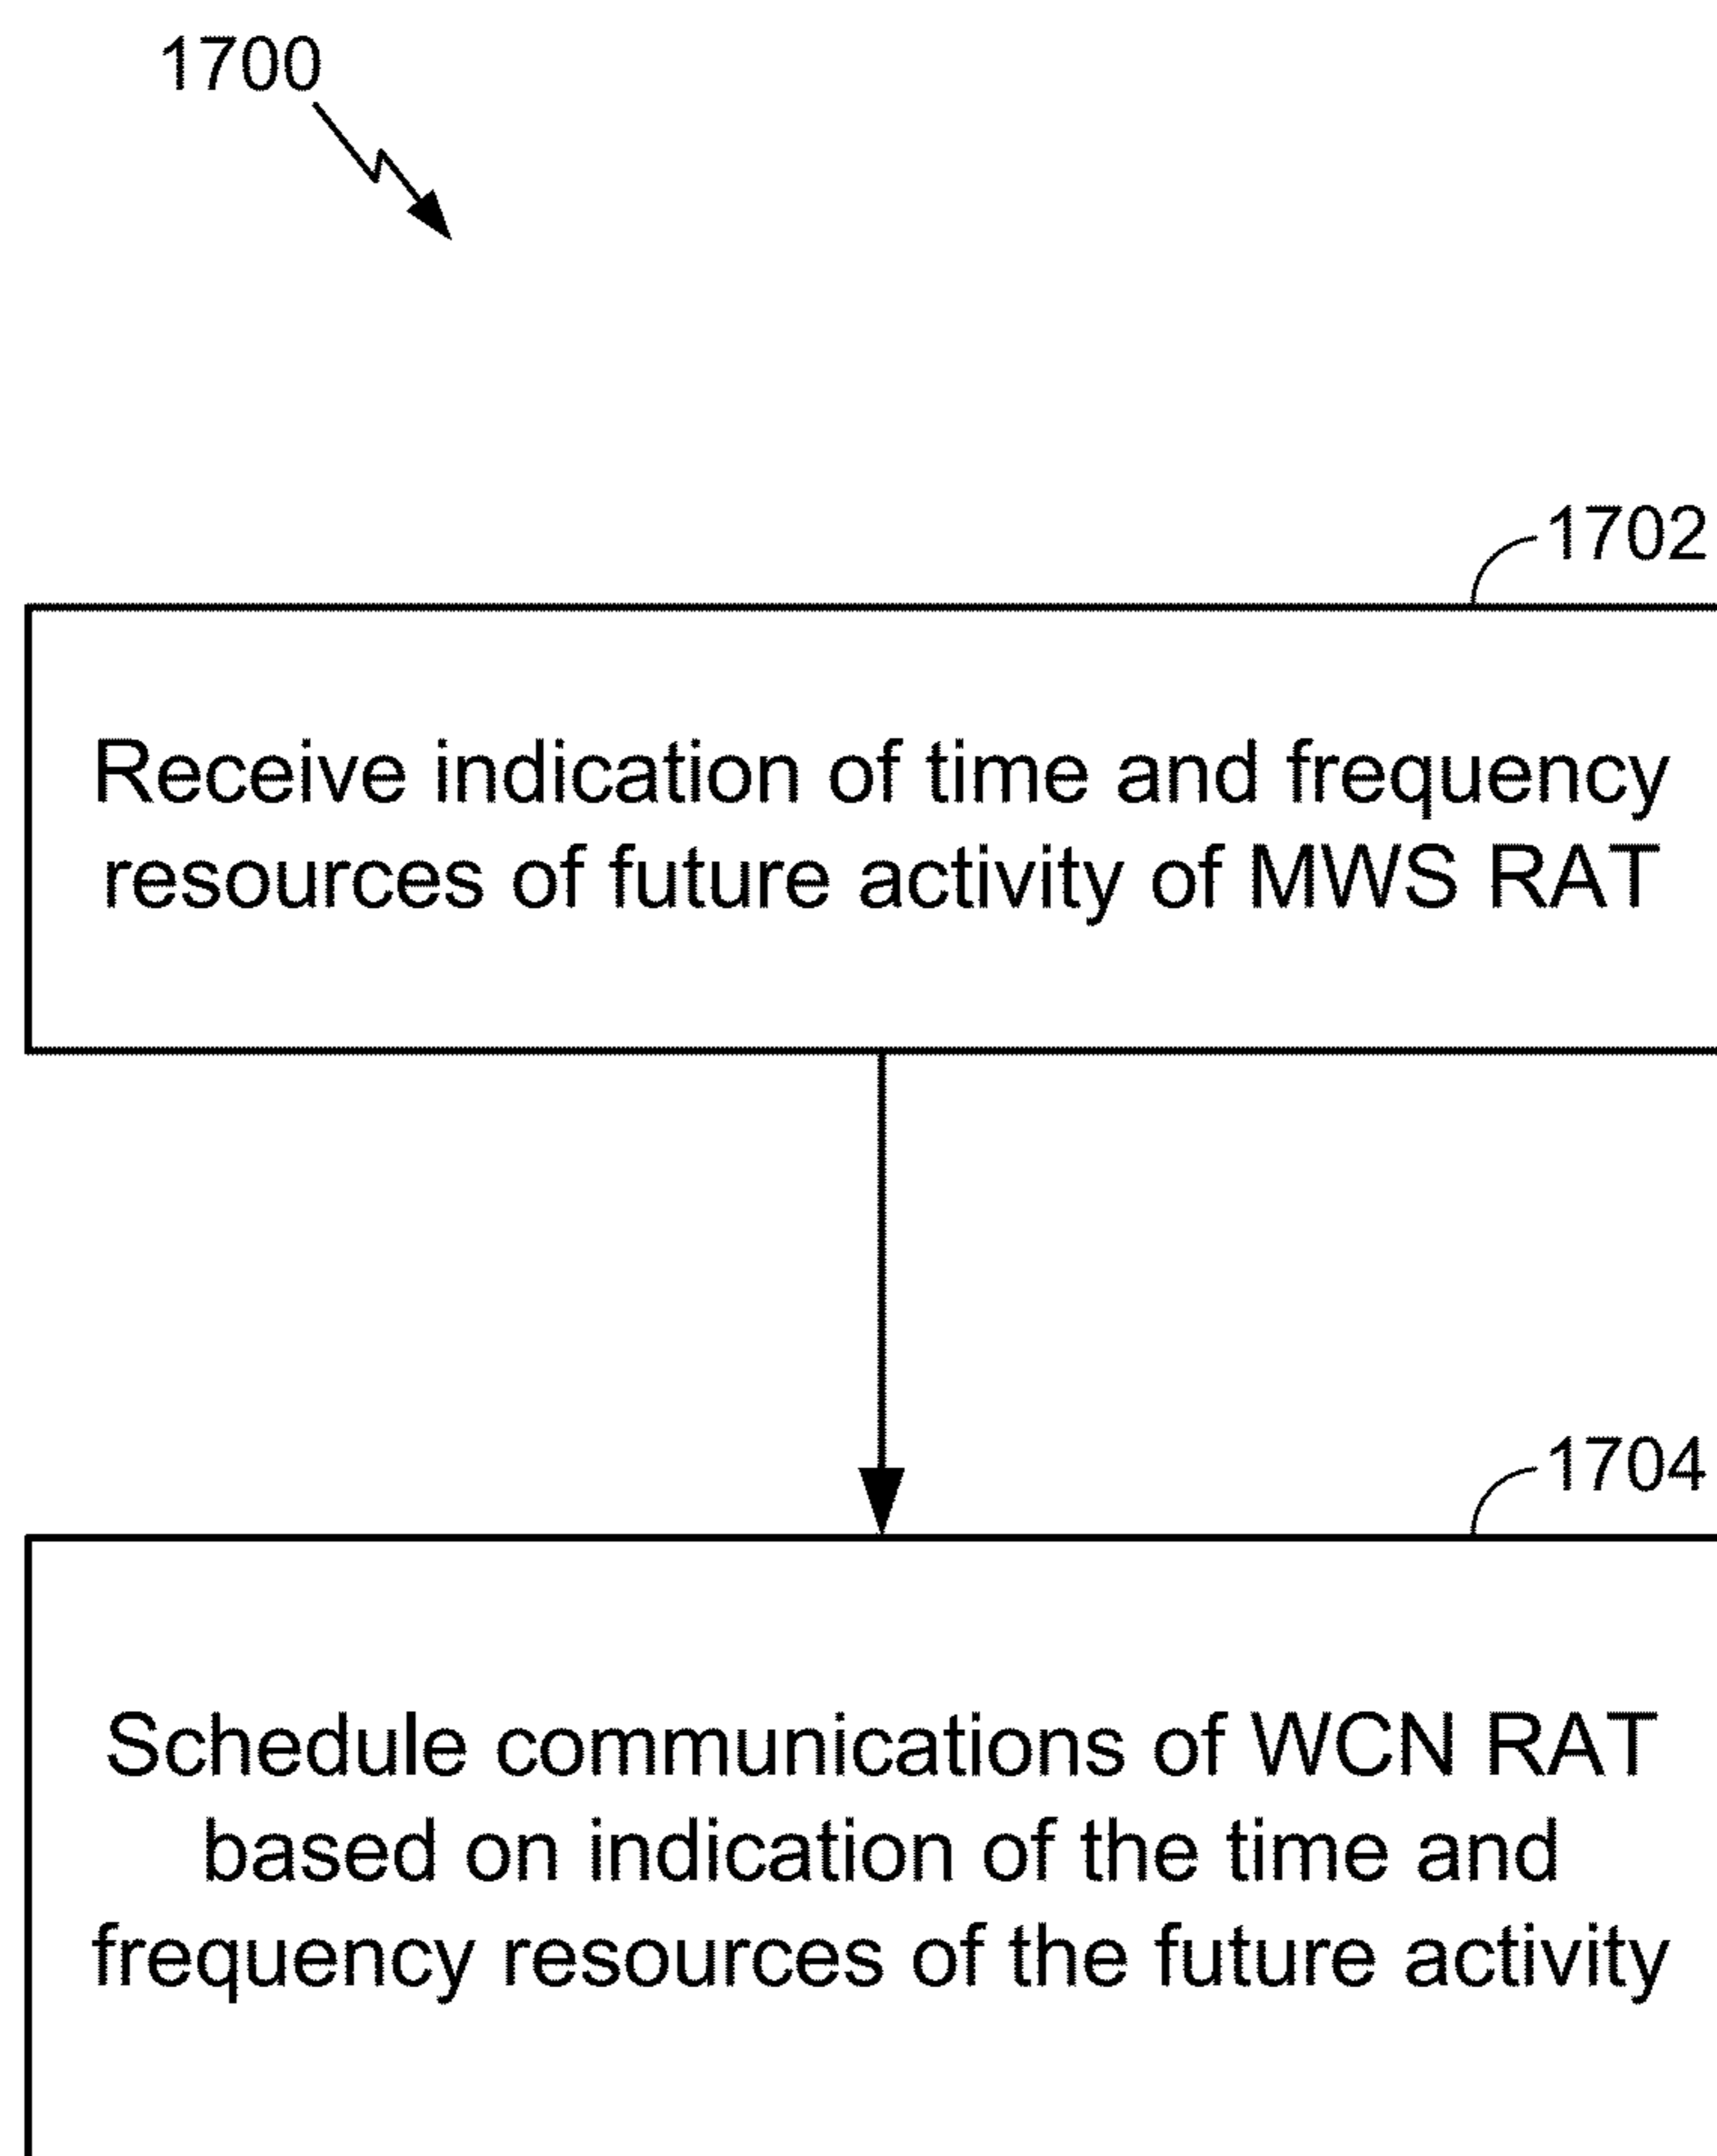 1700
1702
Receive indication of time and frequency
resources of future activity of MWS RAT
1704
Schedule communications of WCN RAT
based on indication of the time and
frequency resources of the future activity